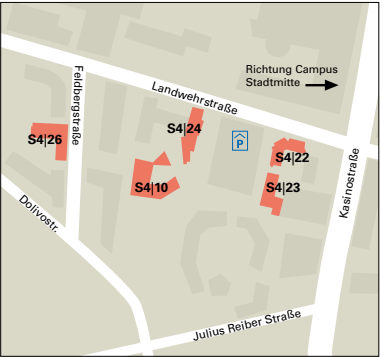 Richtung Campus
Stadtmitte
Landwehrstraße
Feldbergstraße
S4|24
S4|26
P
S4|22
S4|10
S4|23
Kasinostraße
Dolivostr.
Julius Reiber Straße